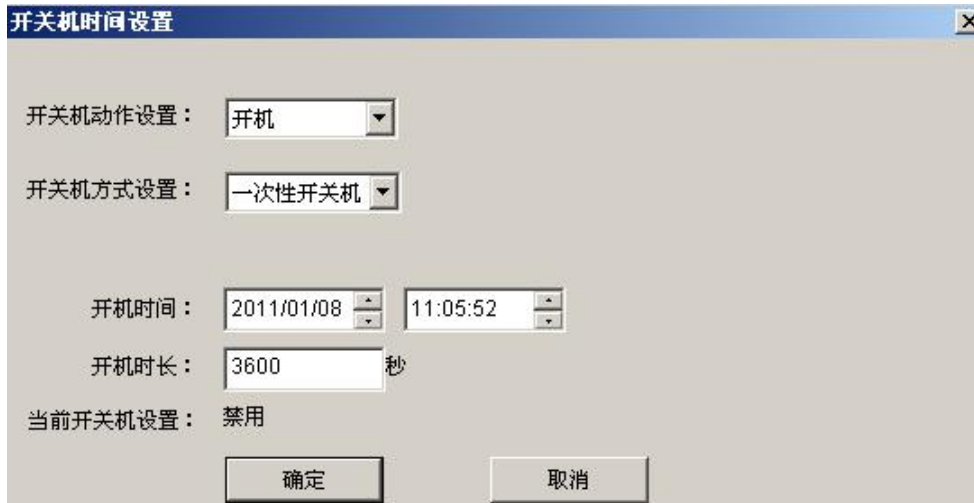 开关机时间设置
开关机动作设置： 开机
开关机方式设置： 一次性开关机
开机时间： 2011/01/08 11:05:52
开机时长： 3600 秒
当前开关机设置： 禁用
确定 取消